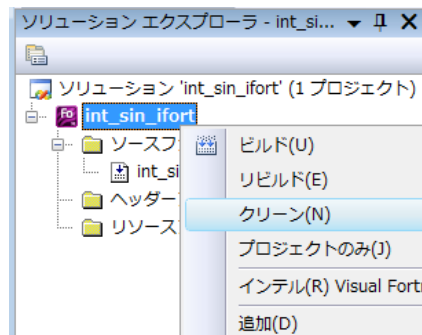 ソリューション エクスプローラ - int_si...
ソリューション 'int_sin_ifort' (1 プロジェクト)
Fo int_sin_ifort
ソースフ
ビルド(U)
int_si
リビルド(E)
ヘッダー
クリーン(N)
リソース
プロジェクトのみ(J)
インテル(R) Visual Fortr
追加(D)